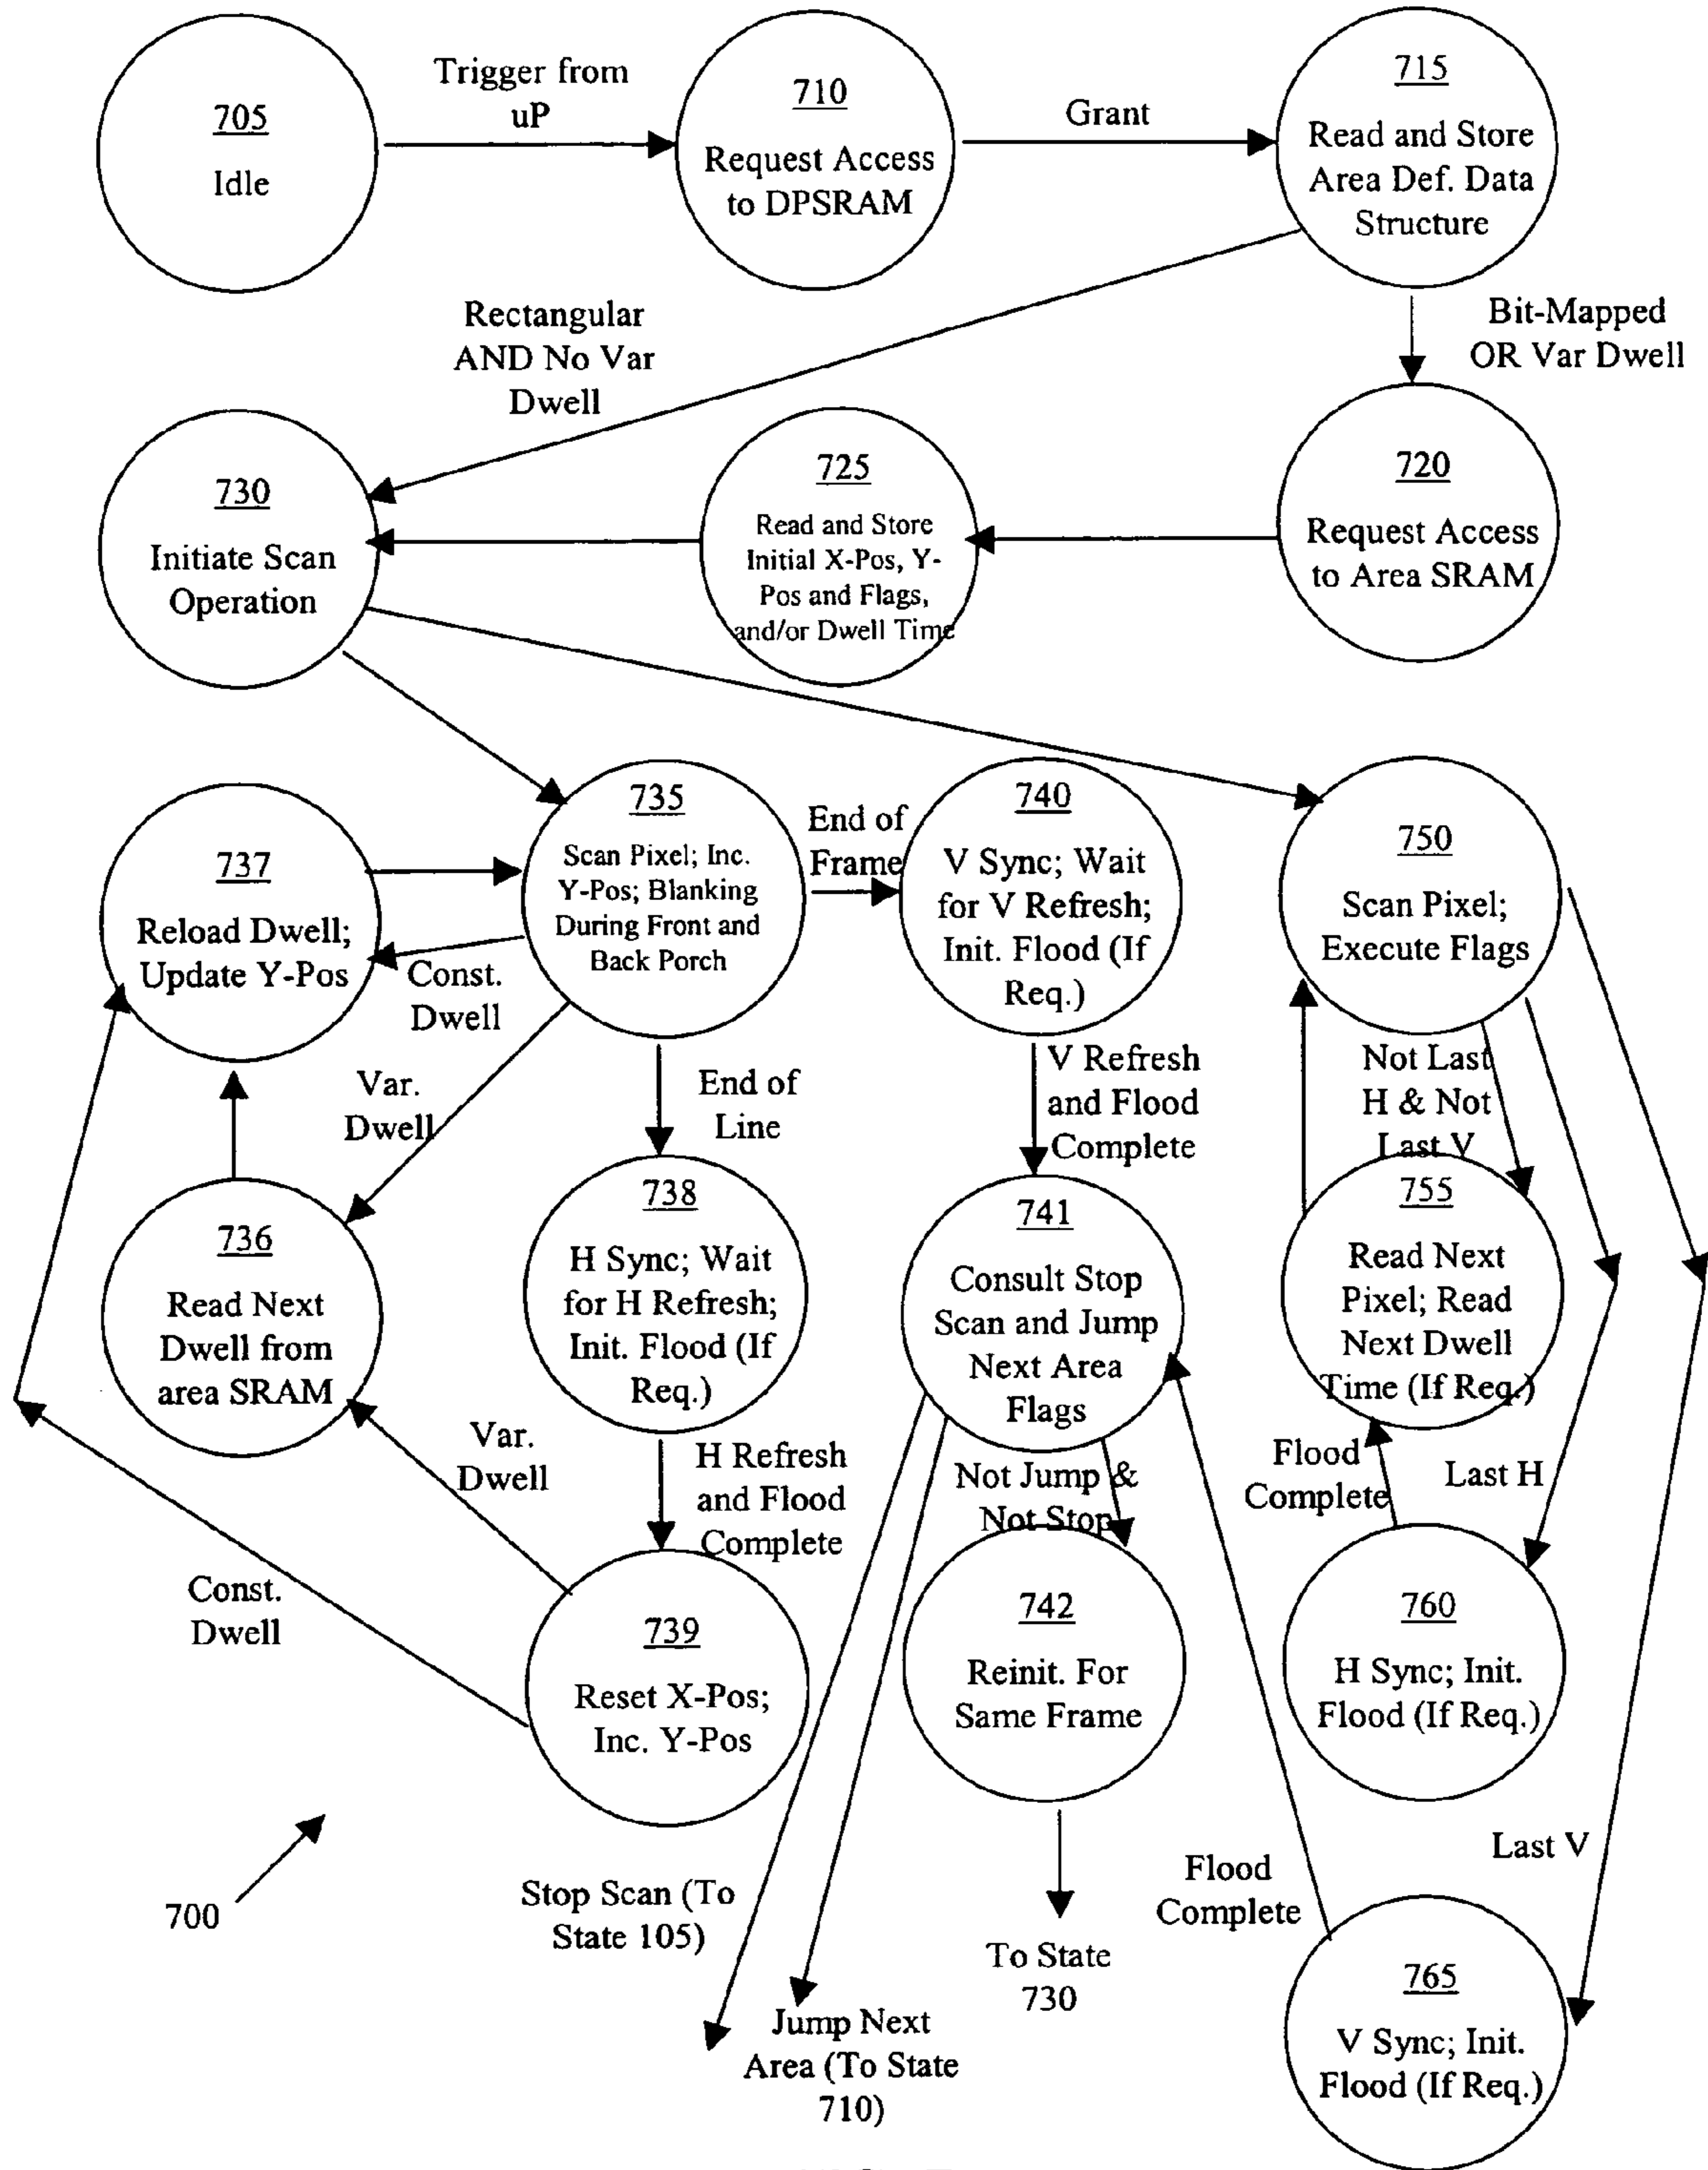 705
Idle
Trigger from
uP
710
Request Access
to DPSRAM
Grant
715
Read and Store
Area Def. Data
Structure
Rectangular
AND No Var
Dwell
Bit-Mapped
OR Var Dwell
730
Initiate Scan
Operation
725
Read and Store
Initial X-Pos, Y-
Pos and Flags,
and/or Dwell Time
720
Request Access
to Area SRAM
737
Reload Dwell;
Update Y-Pos
735
Scan Pixel; Inc.
Y-Pos; Blanking
During Front and
Back Porch
End of
Frame
740
V Sync; Wait
for V Refresh;
Init. Flood (If
Req.)
750
Scan Pixel;
Execute Flags
Const.
Dwell
Var.
Dwell
End of
Line
V Refresh
and Flood
Complete
Not Last
H & Not
Last V
736
Read Next
Dwell from
area SRAM
738
H Sync; Wait
for H Refresh;
Init. Flood (If
Req.)
741
Consult Stop
Scan and Jump
Next Area
Flags
755
Read Next
Pixel; Read
Next Dwell
Time (If Req.)
Var.
Dwell
H Refresh
and Flood
Complete
Not Jump &
Not Stop
Flood
Complete
Last H
Const.
Dwell
739
Reset X-Pos;
Inc. Y-Pos
742
Reinit. For
Same Frame
760
H Sync; Init.
Flood (If Req.)
700
Stop Scan (To
State 105)
Jump Next
Area (To State
710)
To State
730
Flood
Complete
Last V
765
V Sync; Init.
Flood (If Req.)